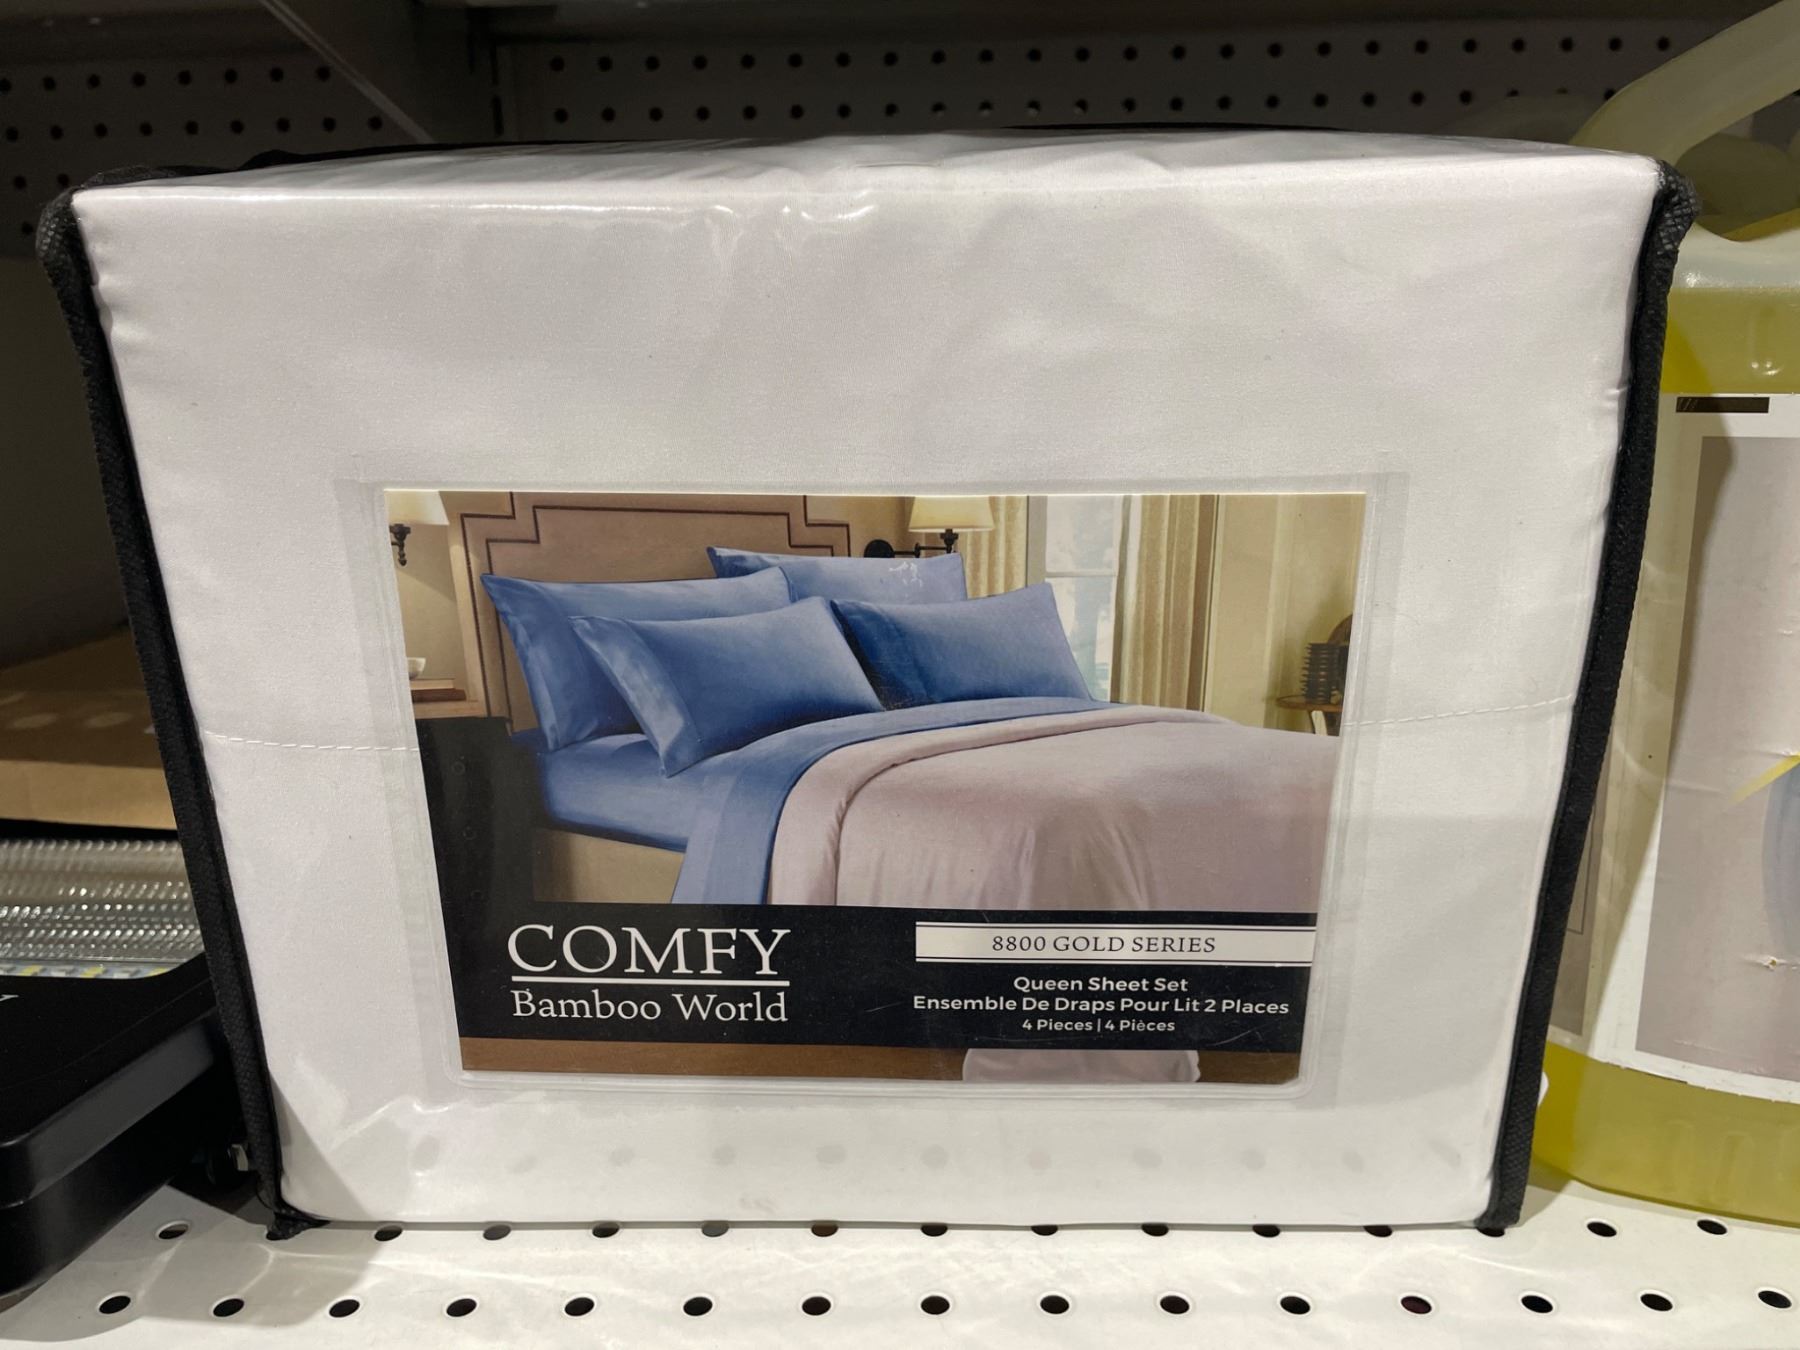 COMFY
Bamboo World
8800 GOLD SERIES
Queen Sheet Set
Ensemble De Draps Pour Lit 2 Places
4 Pieces | 4 Pièces